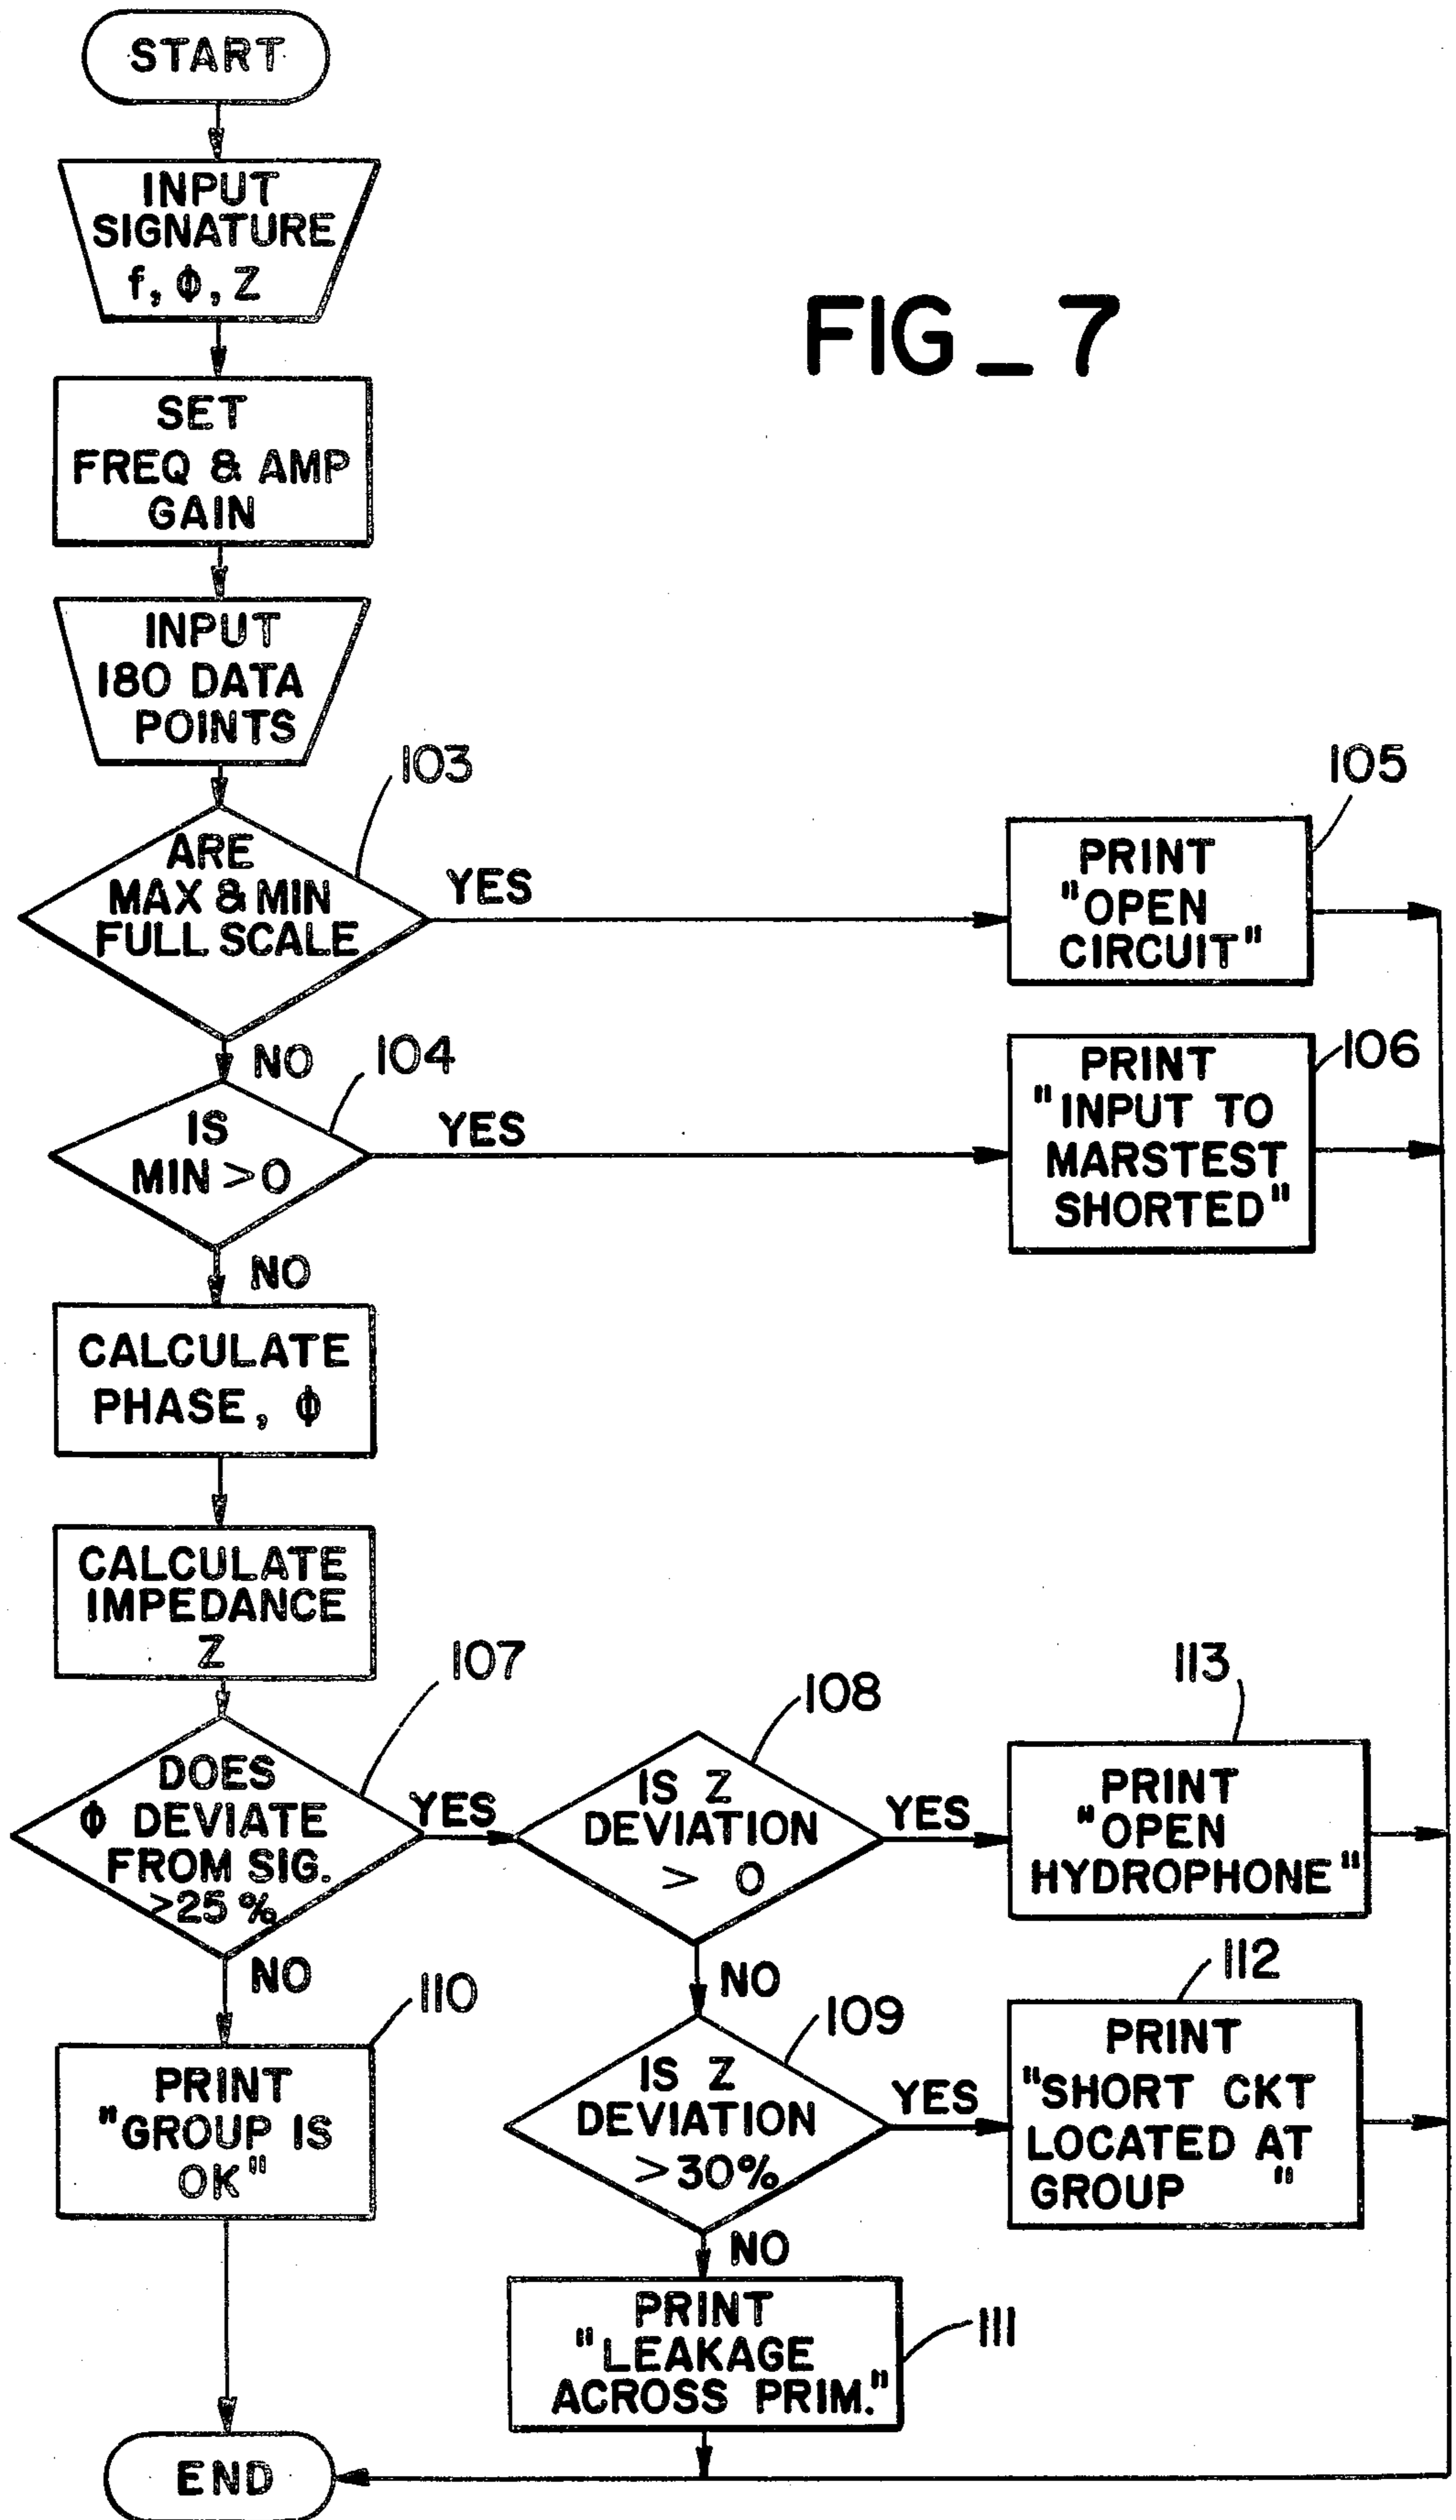 START
INPUT
SIGNATURE
f, Φ, Z
FIG_7
SET
FREQ & AMP
GAIN
INPUT
180 DATA
POINTS
103
ARE
MAX & MIN
FULL SCALE
YES
105
PRINT
"OPEN
CIRCUIT"
NO
104
IS
MIN >0
YES
106
PRINT
"INPUT TO
MARSTEST
SHORTED"
NO
CALCULATE
PHASE, Φ
CALCULATE
IMPEDANCE
Z
107
DOES
Φ DEVIATE
FROM SIG.
>25%
YES
108
IS Z
DEVIATION
> 0
YES
113
PRINT
"OPEN
HYDROPHONE"
NO
110
PRINT
"GROUP IS
OK"
NO
109
IS Z
DEVIATION
>30%
YES
112
PRINT
"SHORT CKT
LOCATED AT
GROUP "
NO
111
PRINT
"LEAKAGE
ACROSS PRIM."
END